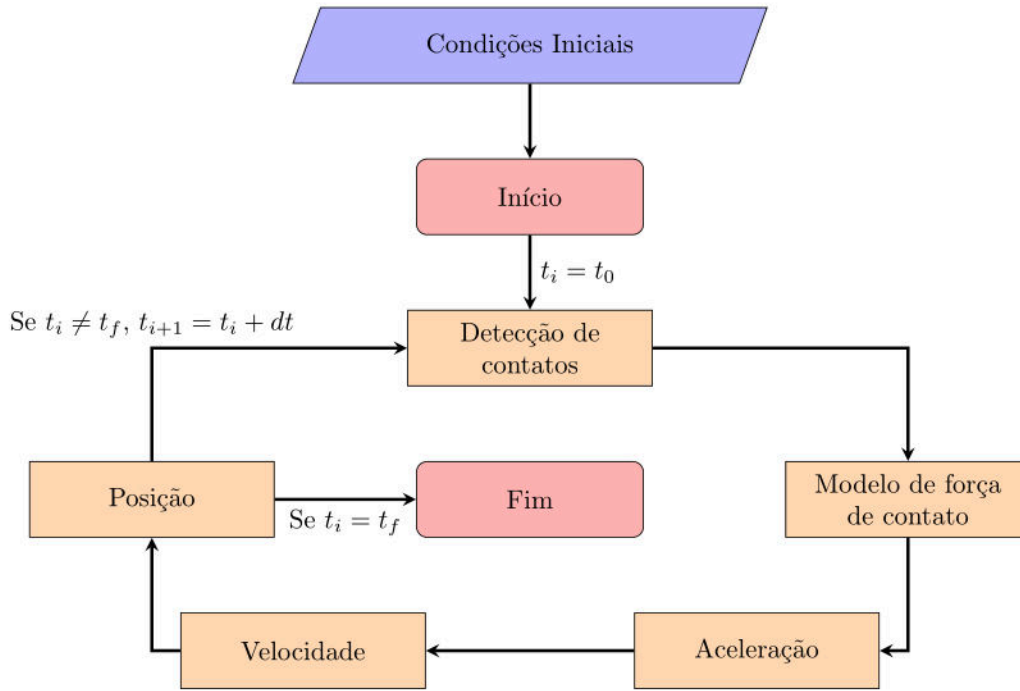 Condições Iniciais
Início
t_i = t_0
Se t_i ≠ t_f, t_{i+1} = t_i + dt
Detecção de
contatos
Posição
Se t_i = t_f
Fim
Modelo de força
de contato
Velocidade
Aceleração